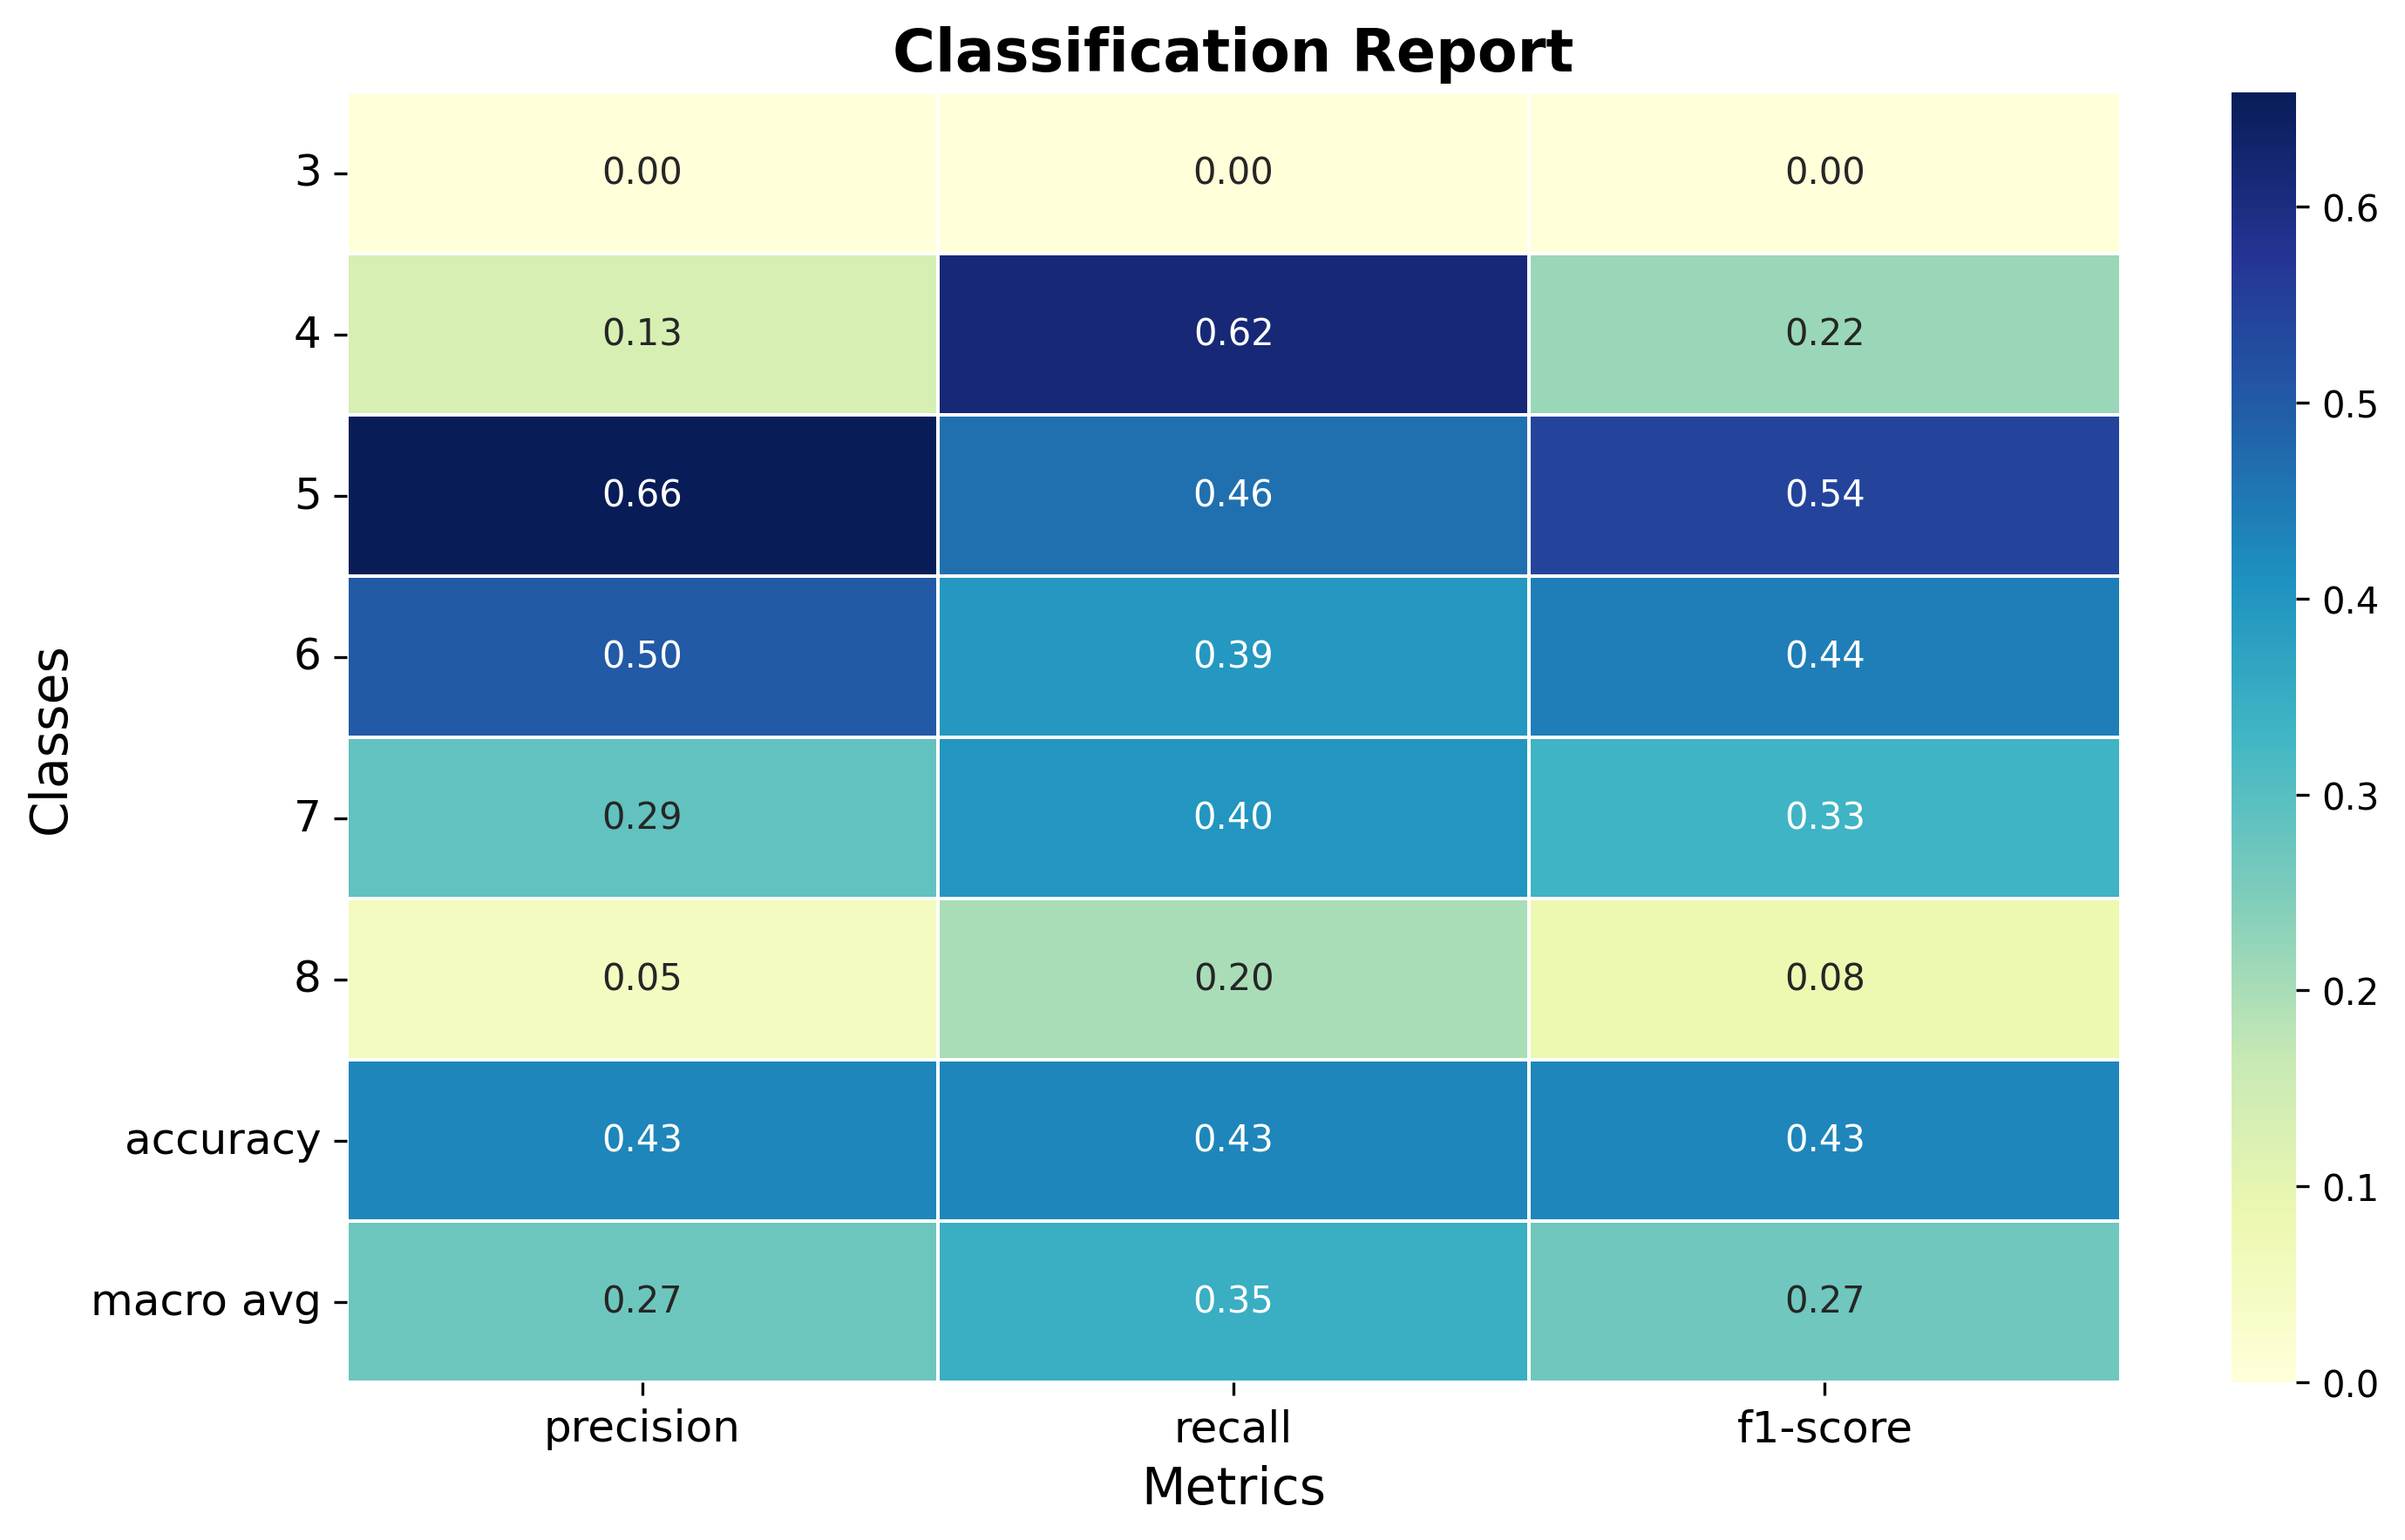 Classification Report
3 0.00 0.00 0.00
4 0.13 0.62 0.22
5 0.66 0.46 0.54
6 0.50 0.39 0.44
7 0.29 0.40 0.33
8 0.05 0.20 0.08
accuracy 0.43 0.43 0.43
macro avg 0.27 0.35 0.27
precision recall f1-score
Metrics
Classes
0.6
0.5
0.4
0.3
0.2
0.1
0.0